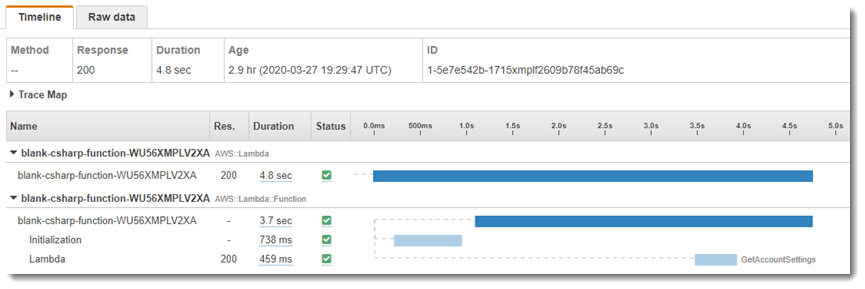 Timeline Raw data
Method Response Duration Age ID
-- 200 4.8 sec 2.9 hr (2020-03-27 19:29:47 UTC) 1-5e7e542b-1715xmplf2609b78f45ab69c
Trace Map
Name Res. Duration Status 0.0ms 500ms 1.0s 1.5s 2.0s 2.5s 3.0s 3.5s 4.0s 4.5s 5.0s
blank-csharp-function-WU56XMPLV2XA AWS::Lambda
blank-csharp-function-WU56XMPLV2XA 200 4.8 sec
blank-csharp-function-WU56XMPLV2XA AWS::Lambda::Function
blank-csharp-function-WU56XMPLV2XA - 3.7 sec
Initialization - 738 ms
Lambda 200 459 ms GetAccountSettings